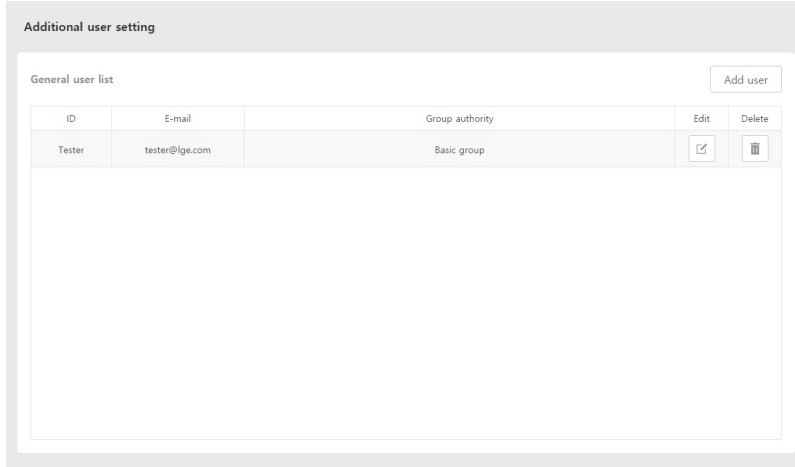 Additional user setting
General user list
Add user
ID E-mail Group authority Edit Delete
Tester tester@lge.com Basic group